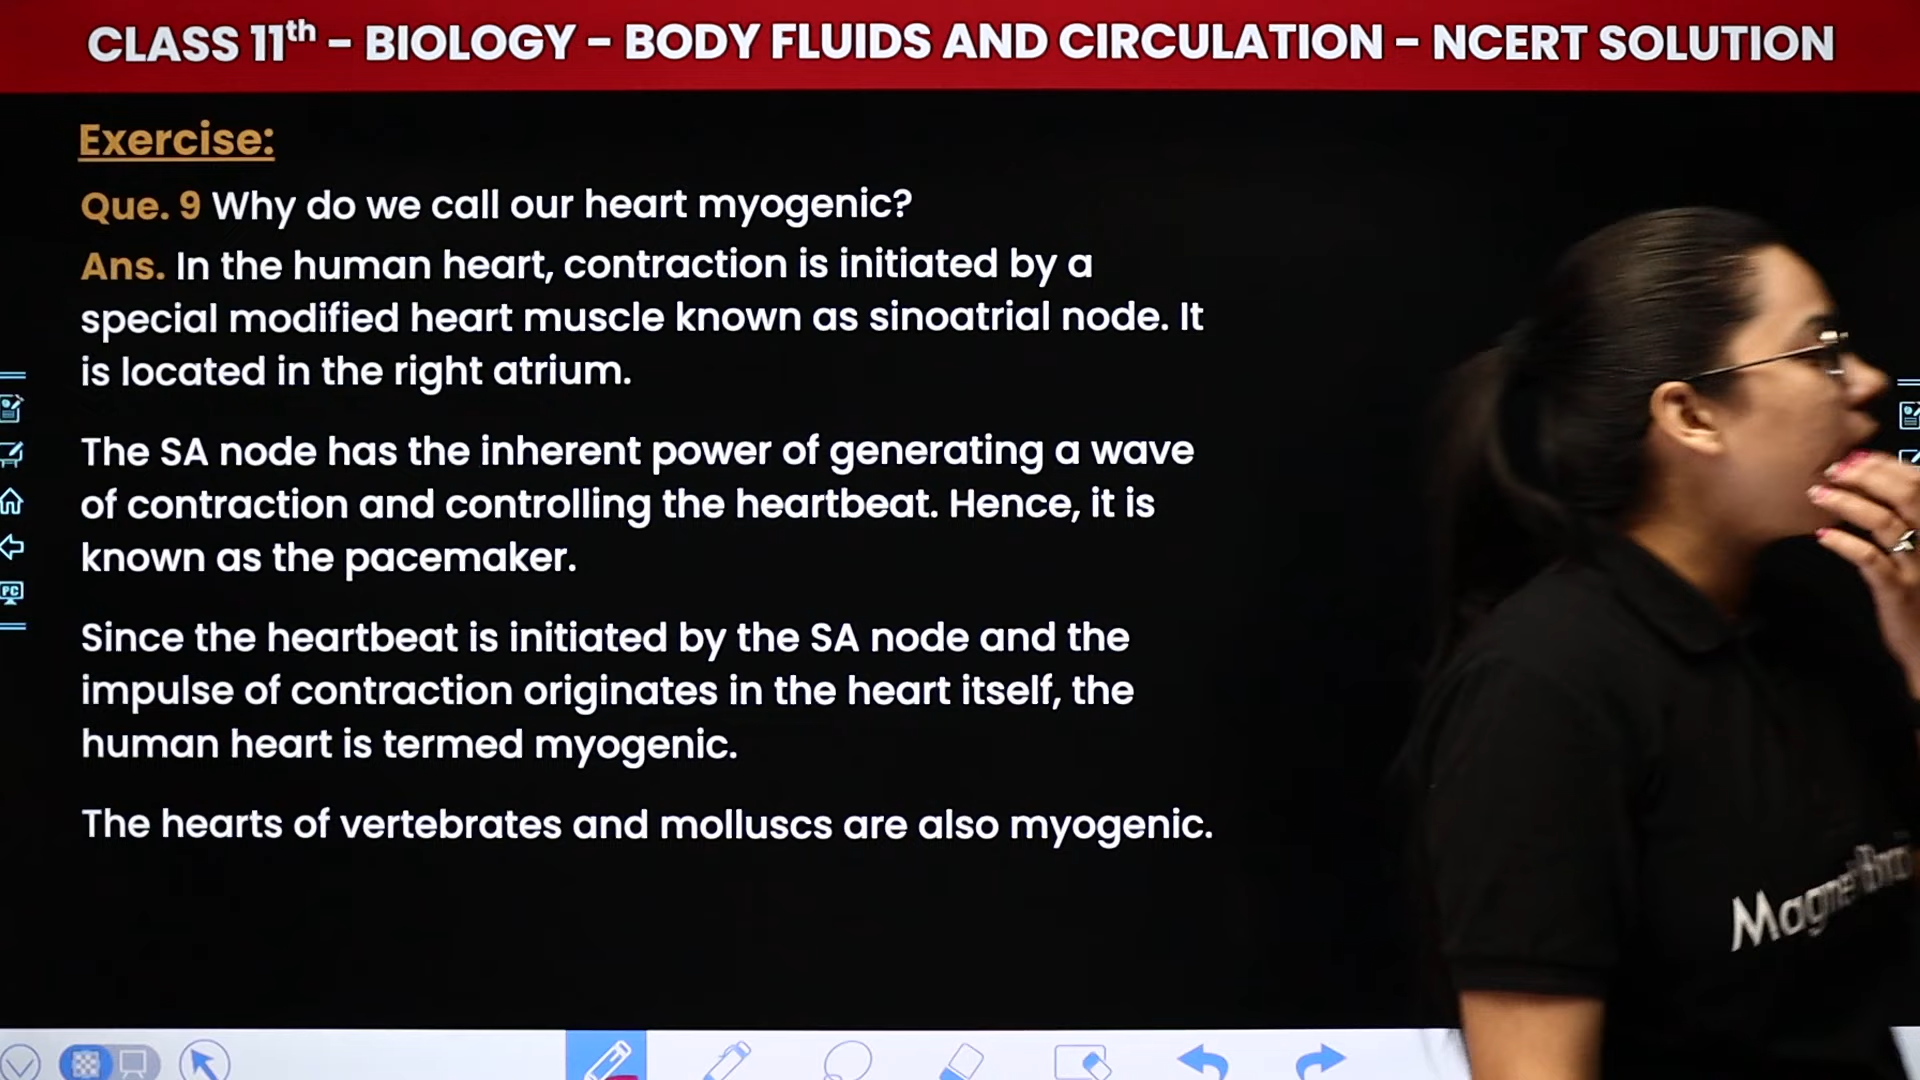 CLASS 11th – BIOLOGY – BODY FLUIDS AND CIRCULATION – NCERT SOLUTION
Exercise:
Que. 9 Why do we call our heart myogenic?
Ans. In the human heart, contraction is initiated by a
special modified heart muscle known as sinoatrial node. It
is located in the right atrium.
The SA node has the inherent power of generating a wave
of contraction and controlling the heartbeat. Hence, it is
known as the pacemaker.
Since the heartbeat is initiated by the SA node and the
impulse of contraction originates in the heart itself, the
human heart is termed myogenic.
The hearts of vertebrates and molluscs are also myogenic.
PC